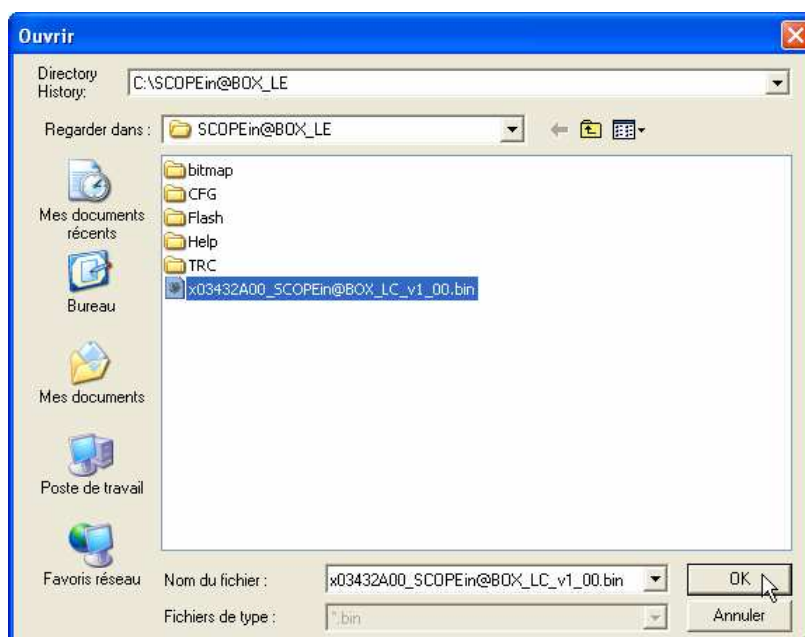 Ouvrir
Directory History:
C:\SCOPEin@BOX_LE
Regarder dans :
SCOPEin@BOX_LE
Mes documents récents
Bureau
Mes documents
Poste de travail
Favoris réseau
bitmap
CFG
Flash
Help
TRC
x03432A00_SCOPEin@BOX_LC_v1_00.bin
Nom du fichier :
x03432A00_SCOPEin@BOX_LC_v1_00.bin
OK
Fichiers de type :
*.bin
Annuler